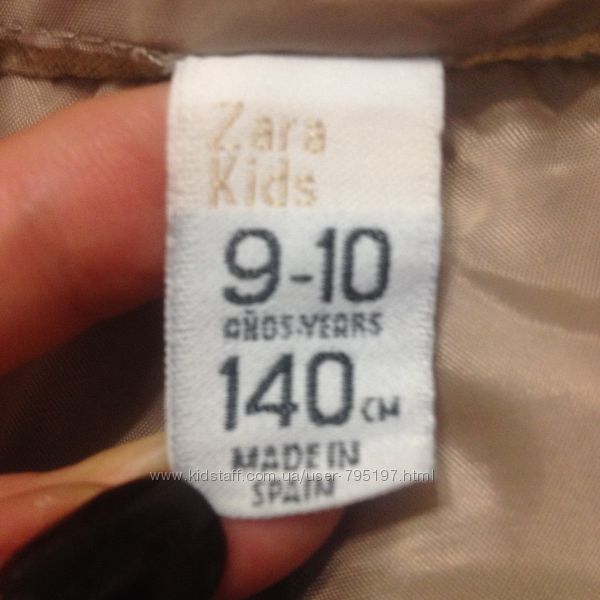 Zara
Kids
9-10
AÑOS-YEARS
140 CM
MADE IN
www.kidstaff.com.ua/user-795197.html
SPAIN